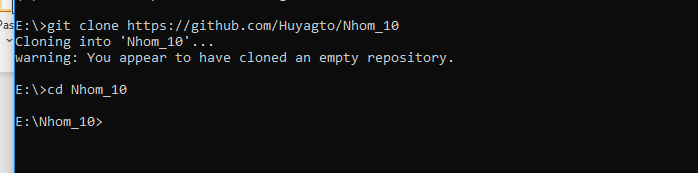 Pas
E:\>git clone https://github.com/Huyagto/Nhom_10
Cloning into 'Nhom_10'...
warning: You appear to have cloned an empty repository.
E:\>cd Nhom_10
E:\Nhom_10>